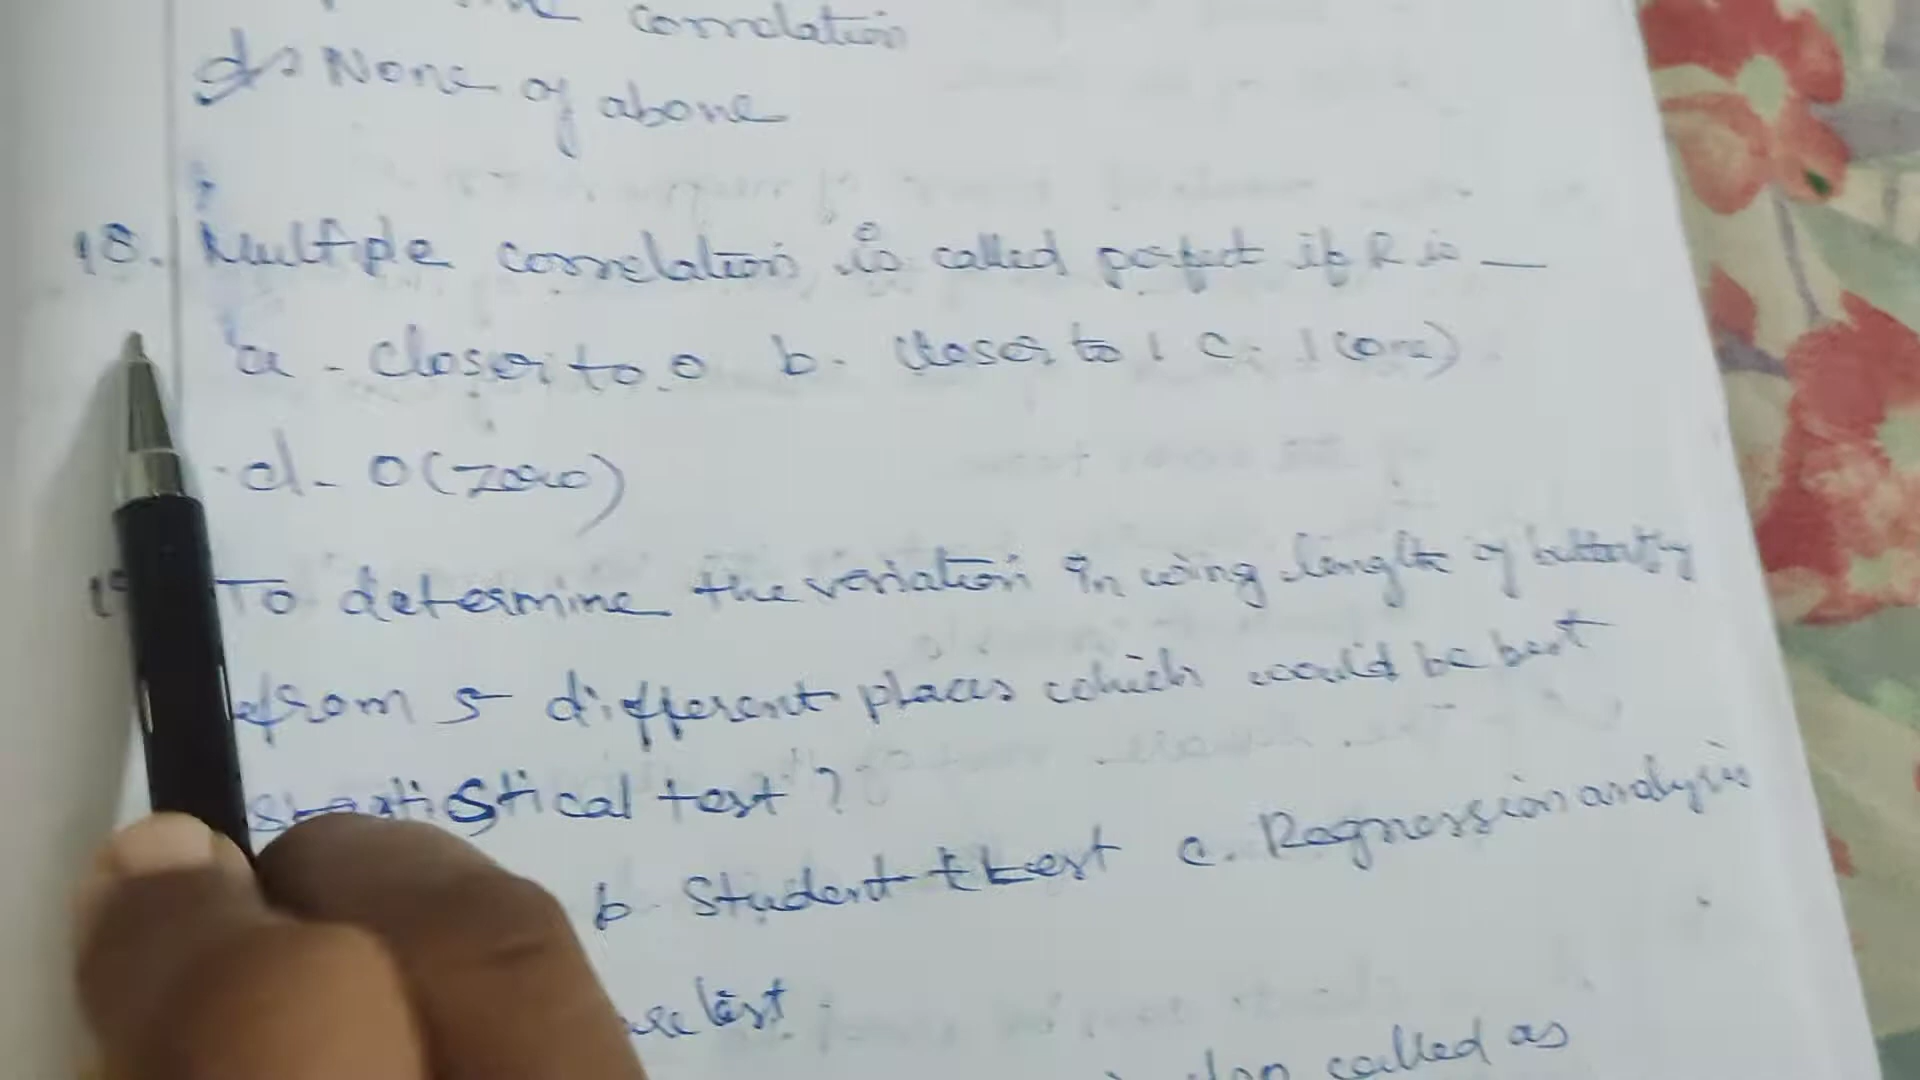 correlation
d. None of above
18. Multiple correlation is called perfect if R is —
a - closer to 0 b - closer to 1 c - 1 (one)
d - 0 (zero)
To determine the variation in wing length of butterfly
from 5 different places which would be best
statistical test ?
b Student t test c. Regression analysis
test
called as